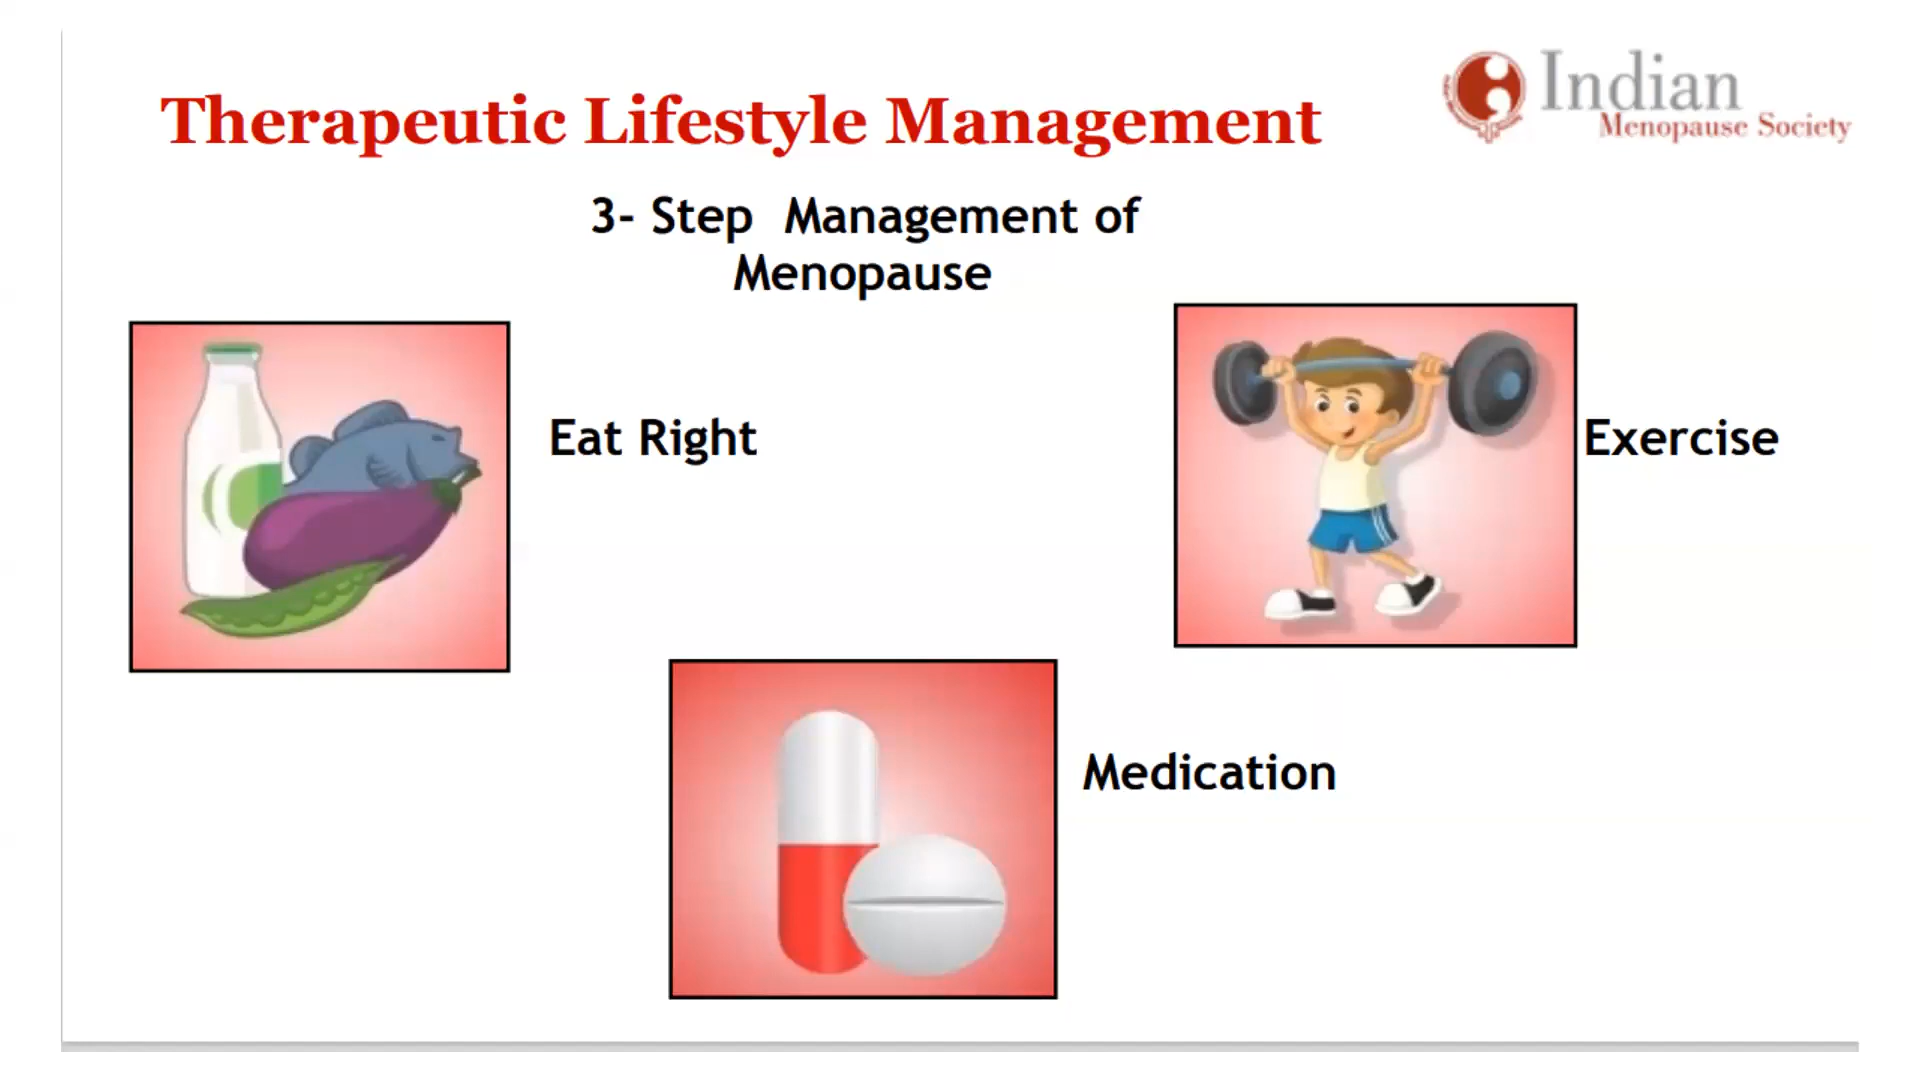 Therapeutic Lifestyle Management
Indian
Menopause Society
3- Step  Management of
Menopause
Eat Right
Exercise
Medication